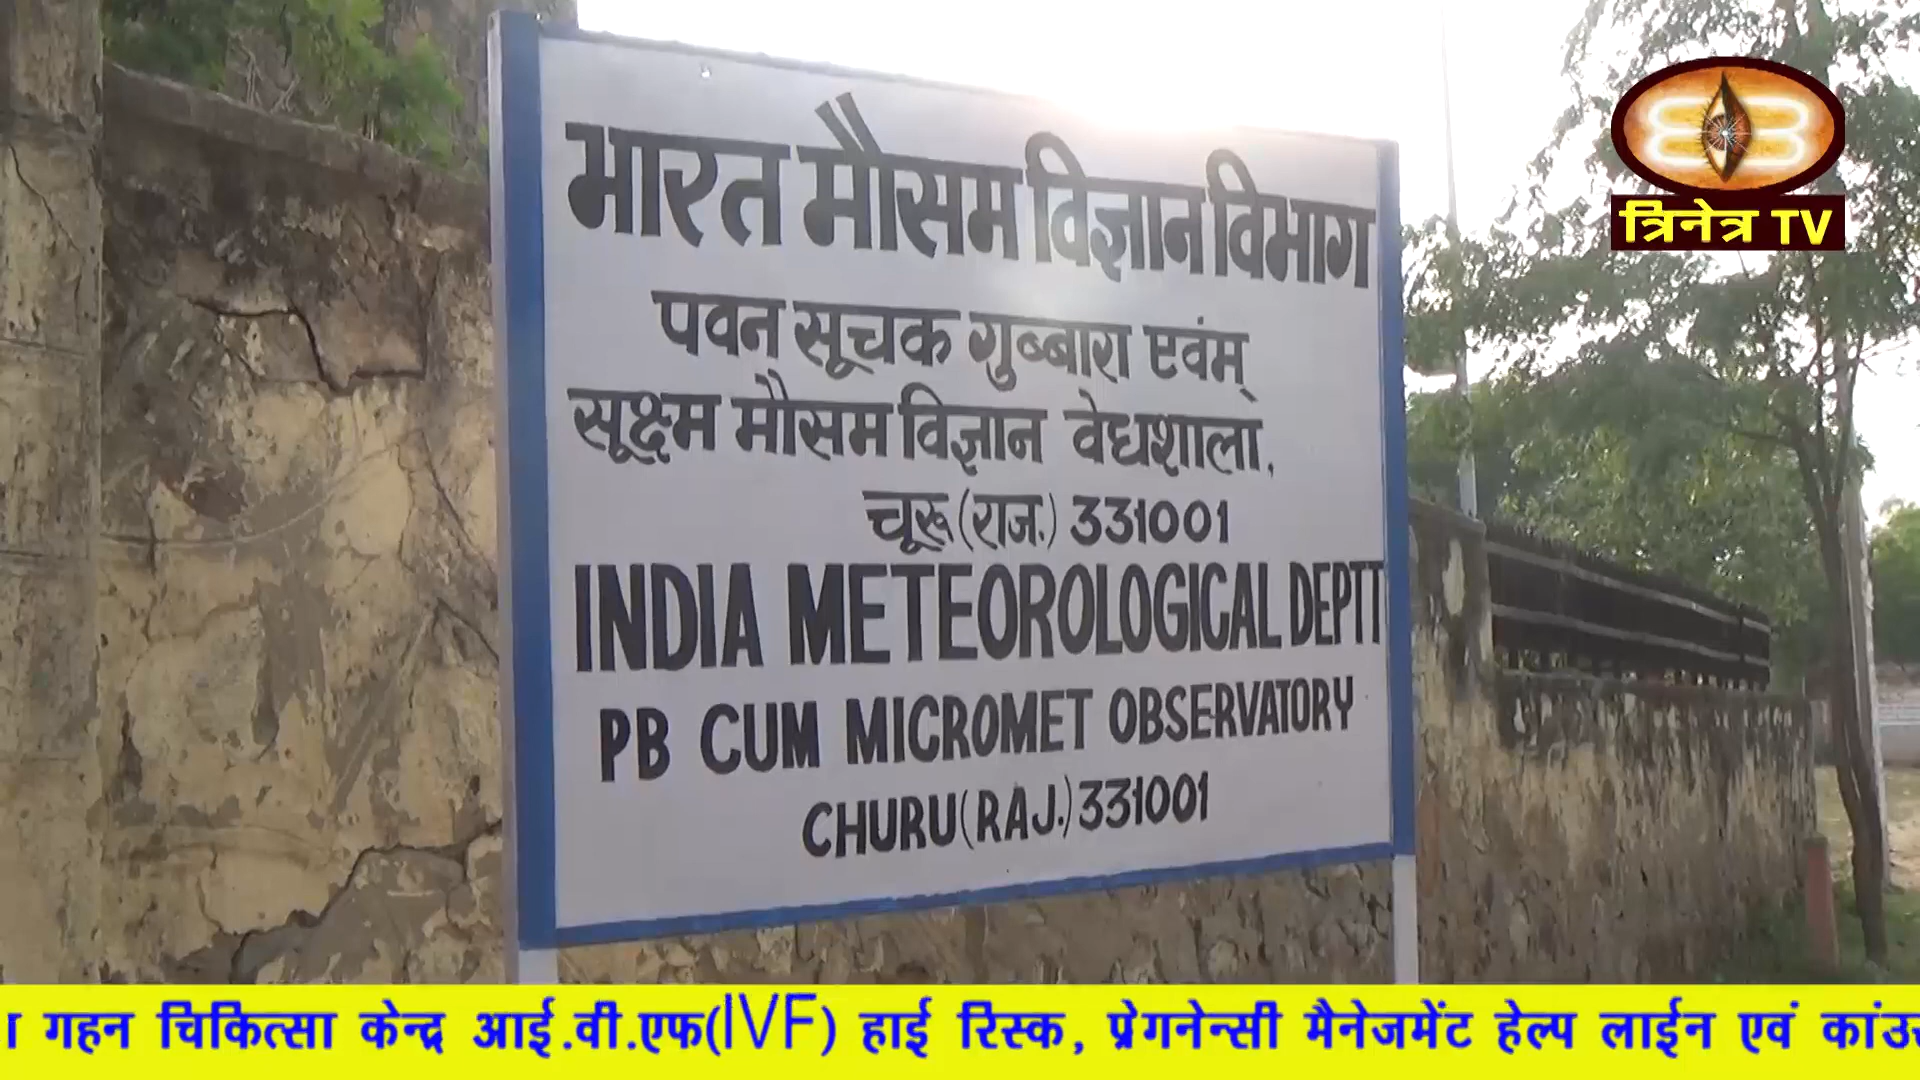 भारत मौसम विज्ञान विभाग
पवन सूचक गुब्बारा एवंम्
सूक्ष्म मौसम विज्ञान वेधशाला,
चूरू (राज.) 331001
INDIA METEOROLOGICAL DEPTT
PB CUM MICROMET OBSERVATORY
CHURU (RAJ.) 331001
त्रिनेत्र TV
गहन चिकित्सा केन्द्र आई.वी.एफ(IVF) हाई रिस्क, प्रेगनेन्सी मैनेजमेंट हेल्प लाईन एवं